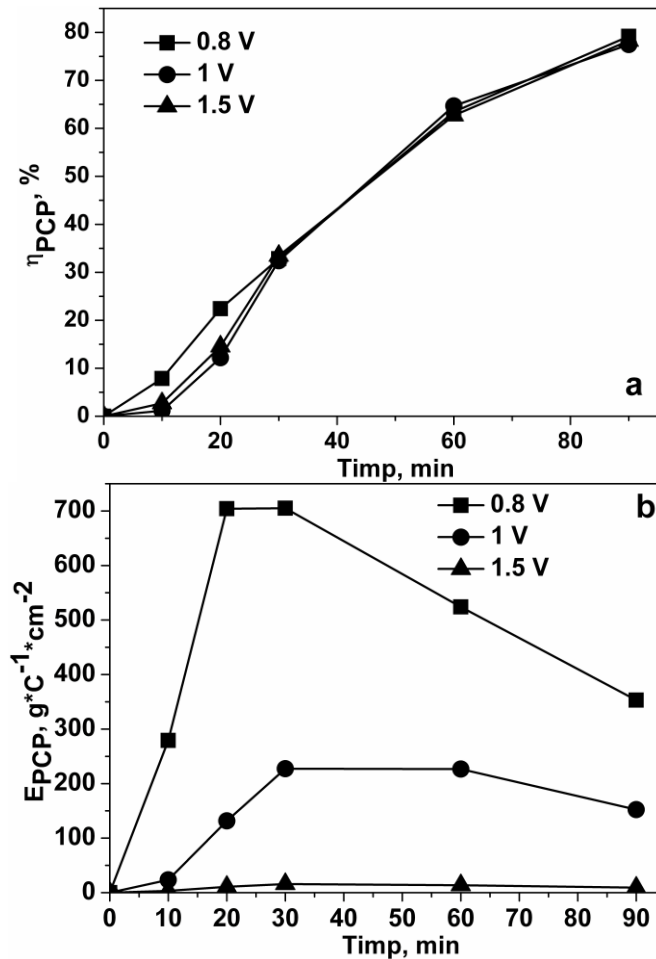 80
70
60
50
40
30
20
10
0
ηPCP, %
0.8 V
1 V
1.5 V
a
0 20 40 60 80
Timp, min
700
600
500
400
300
200
100
0
EPCP, g*C-1*cm-2
0.8 V
1 V
1.5 V
b
0 10 20 30 40 50 60 70 80 90
Timp, min